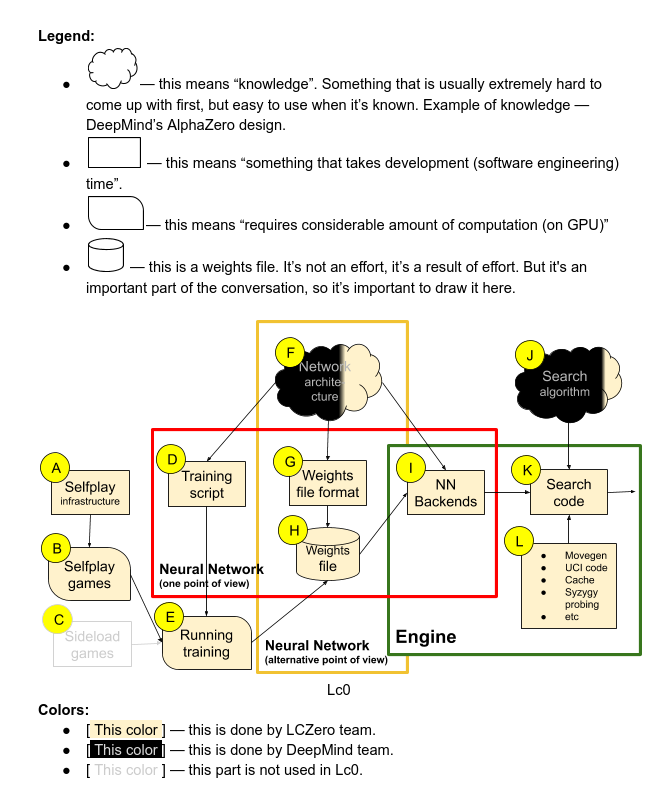 Legend:
● — this means “knowledge”. Something that is usually extremely hard to
come up with first, but easy to use when it’s known. Example of knowledge —
DeepMind’s AlphaZero design.
● — this means “something that takes development (software engineering)
time”.
● — this means “requires considerable amount of computation (on GPU)”
● — this is a weights file. It’s not an effort, it’s a result of effort. But it's an
important part of the conversation, so it’s important to draw it here.
F
Network
archite-
cture
J
Search
algorithm
A
Selfplay
infrastructure
D
Training
script
G
Weights
file format
I
NN
Backends
K
Search
code
B
Selfplay
games
H
Weights
file
L
● Movegen
● UCI code
● Cache
● Syzygy
probing
● etc
Neural Network
(one point of view)
C
Sideload
games
E
Running
training
Neural Network
(alternative point of view)
Engine
Lc0
Colors:
● [ This color ] — this is done by LCZero team.
● [ This color ] — this is done by DeepMind team.
● [ This color ] — this part is not used in Lc0.